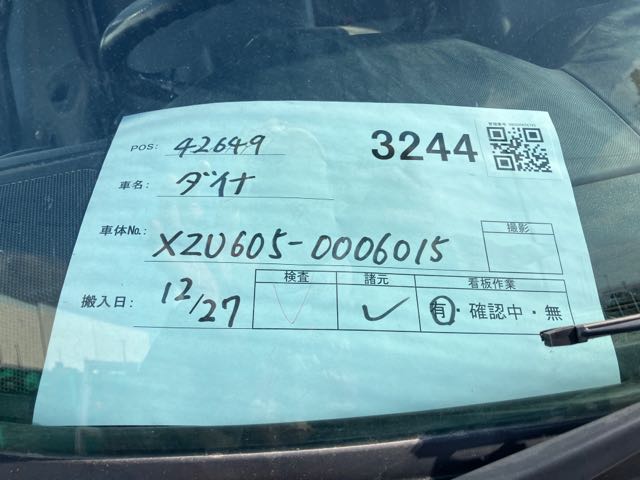 POS: 42649
3244
車名: ダイナ
車体No.: XZU605-0006015
撮影
搬入日: 12/27
検査 諸元 看板作業
有・確認中・無